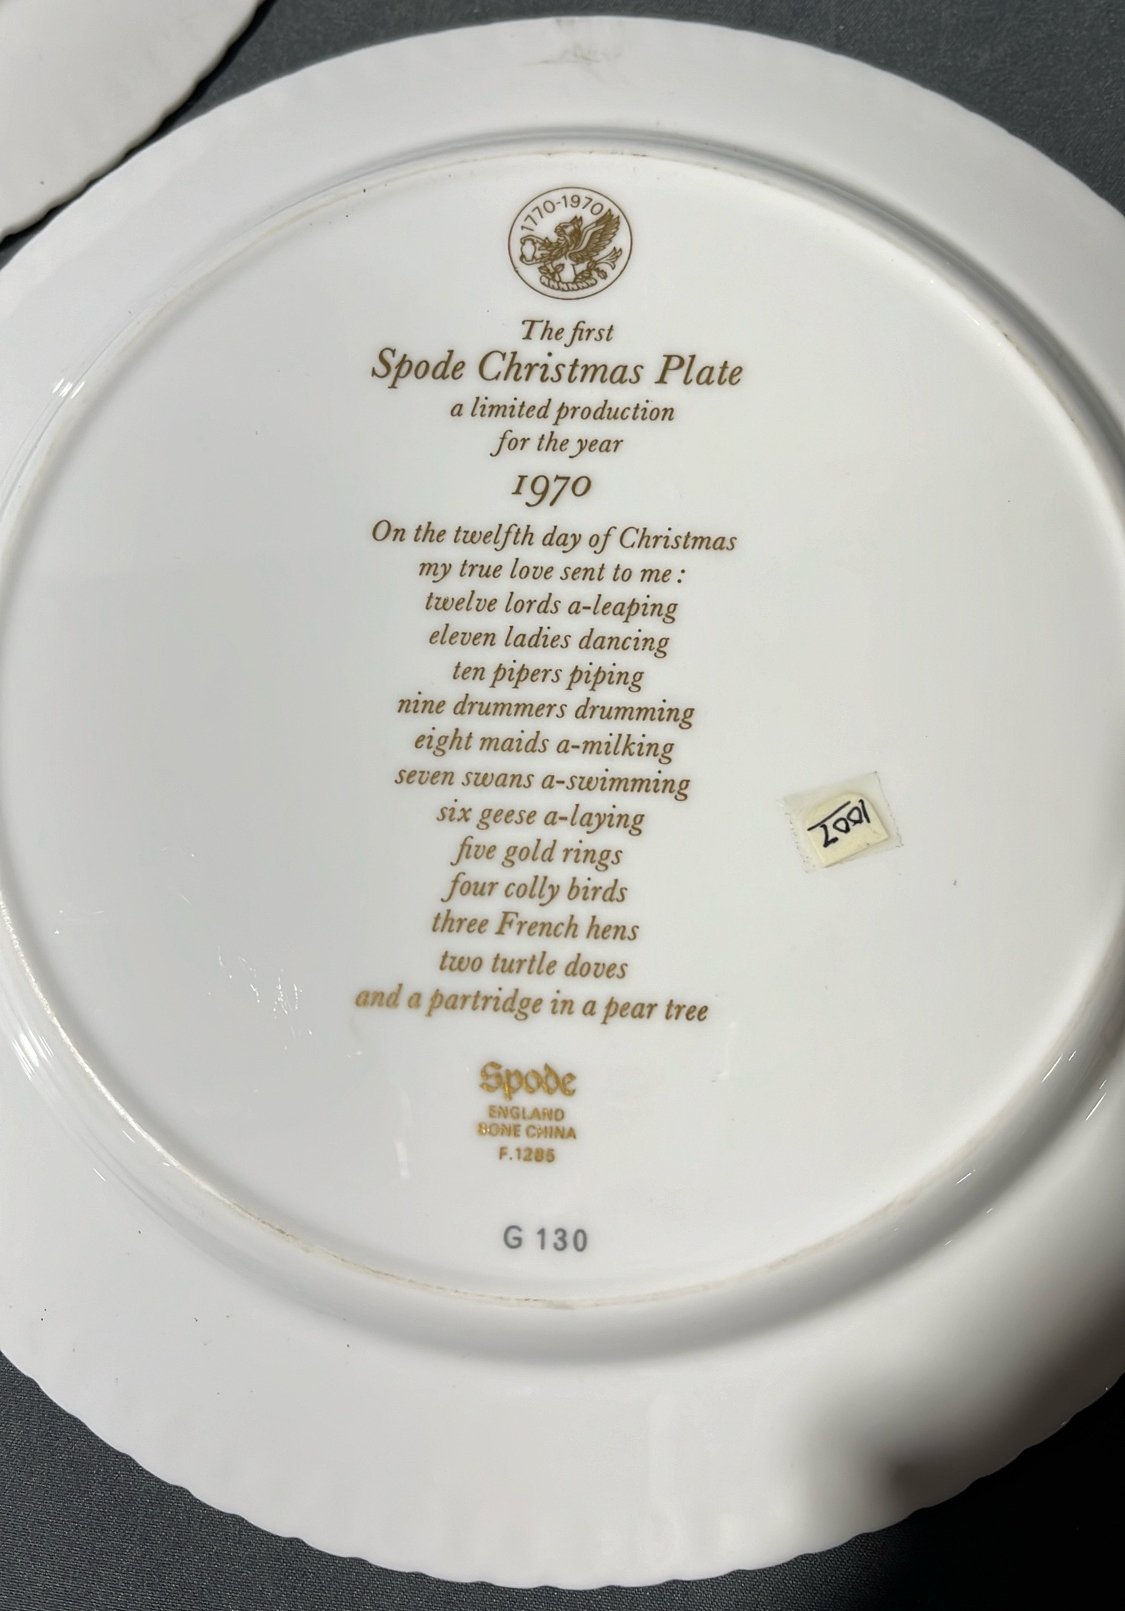 1770-1970
The first
Spode Christmas Plate
a limited production
for the year
1970
On the twelfth day of Christmas
my true love sent to me :
twelve lords a-leaping
eleven ladies dancing
ten pipers piping
nine drummers drumming
eight maids a-milking
seven swans a-swimming
six geese a-laying
five gold rings
four colly birds
three French hens
two turtle doves
and a partridge in a pear tree
1007
Spode
ENGLAND
BONE CHINA
F.1285
G 130